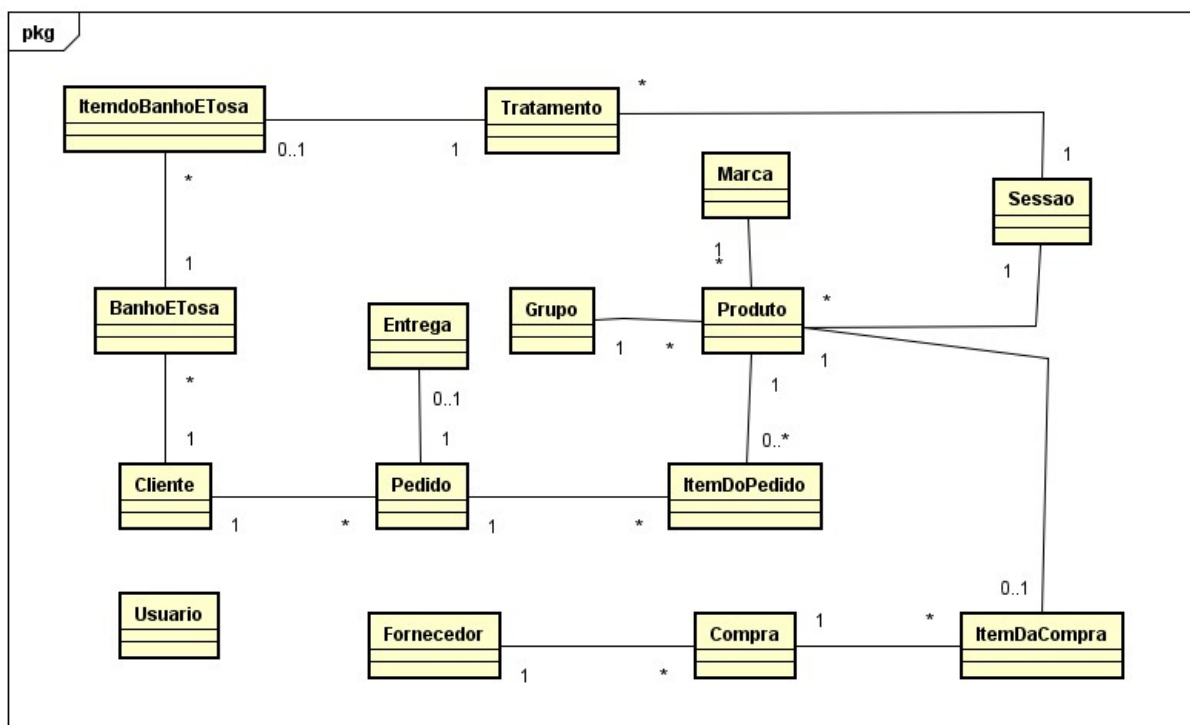 pkg
ItemdoBanhoETosa
0..1
1
Tratamento
*
1
Sessao
1
Marca
1
*
*
1
BanhoETosa
*
1
Entrega
0..1
1
Grupo
1
*
Produto
*
1
1
0..*
Cliente
1
*
Pedido
1
*
ItemDoPedido
0..1
Usuario
Fornecedor
1
*
Compra
1
*
ItemDaCompra